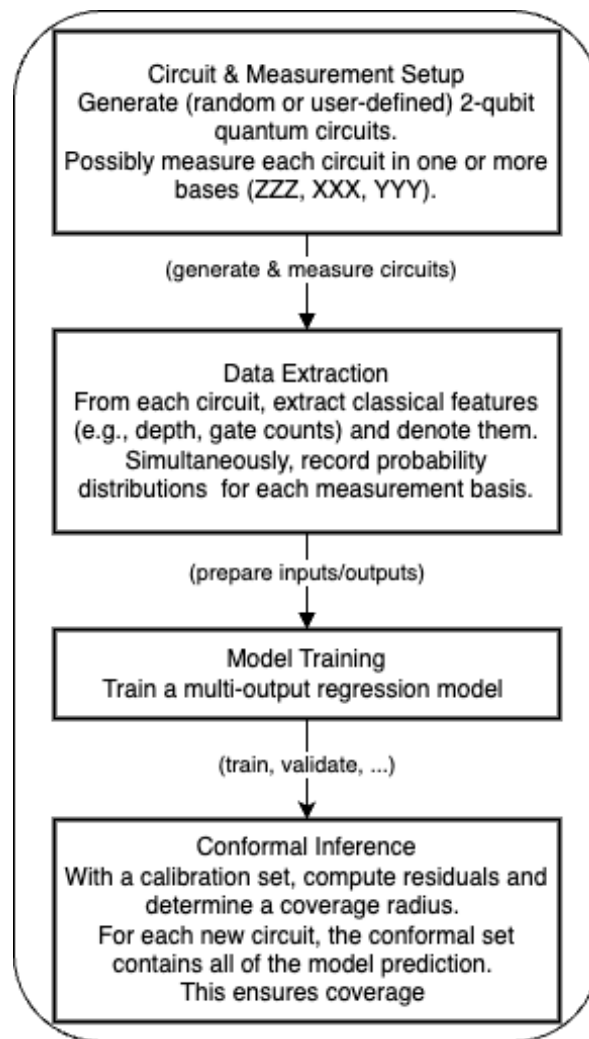 Circuit & Measurement Setup
Generate (random or user-defined) 2-qubit
quantum circuits.
Possibly measure each circuit in one or more
bases (ZZZ, XXX, YYY).
(generate & measure circuits)
Data Extraction
From each circuit, extract classical features
(e.g., depth, gate counts) and denote them.
Simultaneously, record probability
distributions for each measurement basis.
(prepare inputs/outputs)
Model Training
Train a multi-output regression model
(train, validate, ...)
Conformal Inference
With a calibration set, compute residuals and
determine a coverage radius.
For each new circuit, the conformal set
contains all of the model prediction.
This ensures coverage